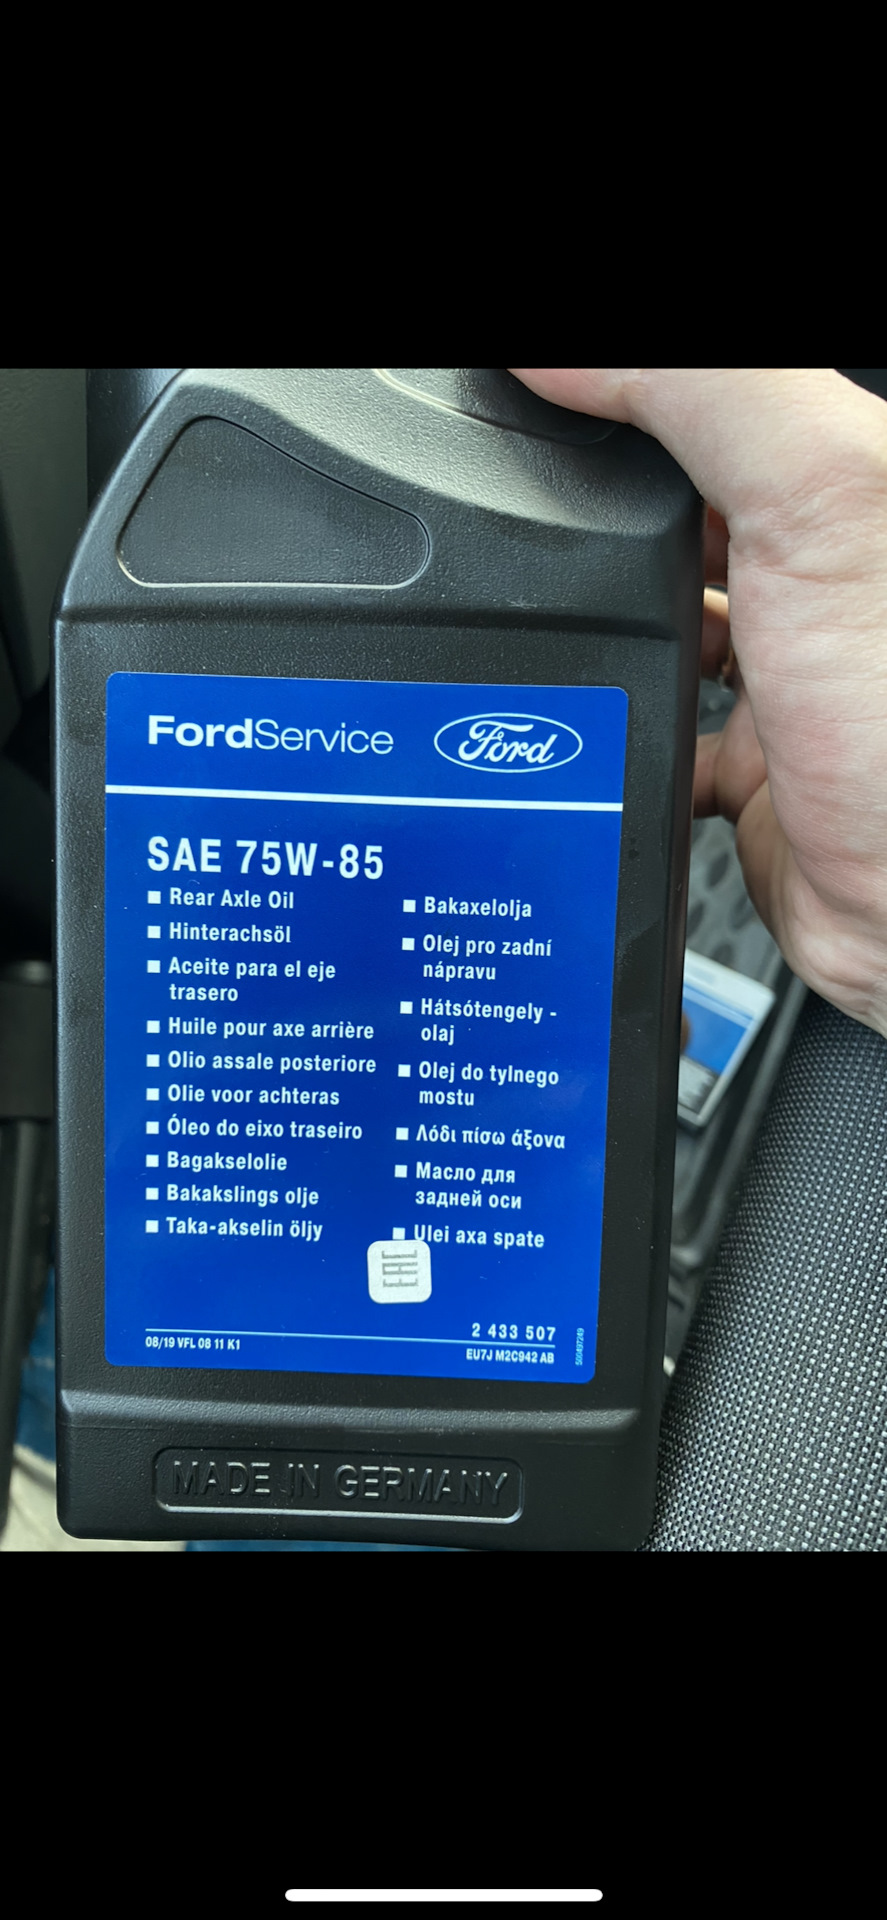 FordService
Ford
SAE 75W-85
Rear Axle Oil
Hinterachsöl
Aceite para el eje
trasero
Huile pour axe arrière
Olio assale posteriore
Olie voor achteras
Óleo do eixo traseiro
Bagakselolie
Bakakslings olje
Taka-akselin öljy
Bakaxelolja
Olej pro zadní
nápravu
Hátsótengely -
olaj
Olej do tylnego
mostu
Λόδι πίσω άξονα
Масло для
задней оси
Ulei axa spate
EAC
2 433 507
08/19 VFL 08 11 K1
EU7J M2C942 AB
MADE IN GERMANY